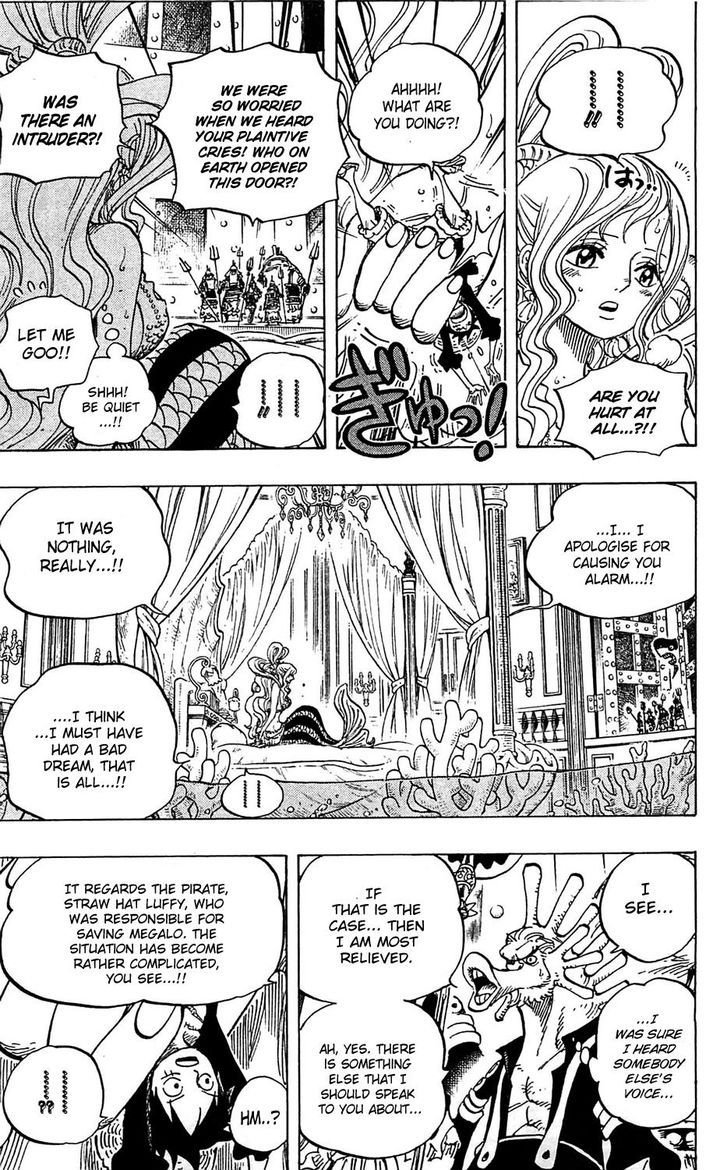 はっ..
ARE YOU
HURT AT
ALL...?!!
AHHHH!
WHAT ARE
YOU DOING?!
ぎゅっ!
WE WERE
SO WORRIED
WHEN WE HEARD
YOUR PLAINTIVE
CRIES! WHO ON
EARTH OPENED
THIS DOOR?!
WAS
THERE AN
INTRUDER?!
LET ME
GOO!!
SHHH!
BE QUIET
...!!
...I... I
APOLOGISE FOR
CAUSING YOU
ALARM...!!
IT WAS
NOTHING,
REALLY...!!
....I THINK
...I MUST HAVE
HAD A BAD
DREAM, THAT
IS ALL...!!
I
SEE...
...I
WAS SURE
I HEARD
SOMEBODY
ELSE'S
VOICE...
IF
THAT IS THE
CASE... THEN
I AM MOST
RELIEVED.
AH, YES. THERE
IS SOMETHING
ELSE THAT I
SHOULD SPEAK
TO YOU ABOUT...
IT REGARDS THE PIRATE,
STRAW HAT LUFFY, WHO
WAS RESPONSIBLE FOR
SAVING MEGALO. THE
SITUATION HAS BECOME
RATHER COMPLICATED,
YOU SEE...!!
HM..?